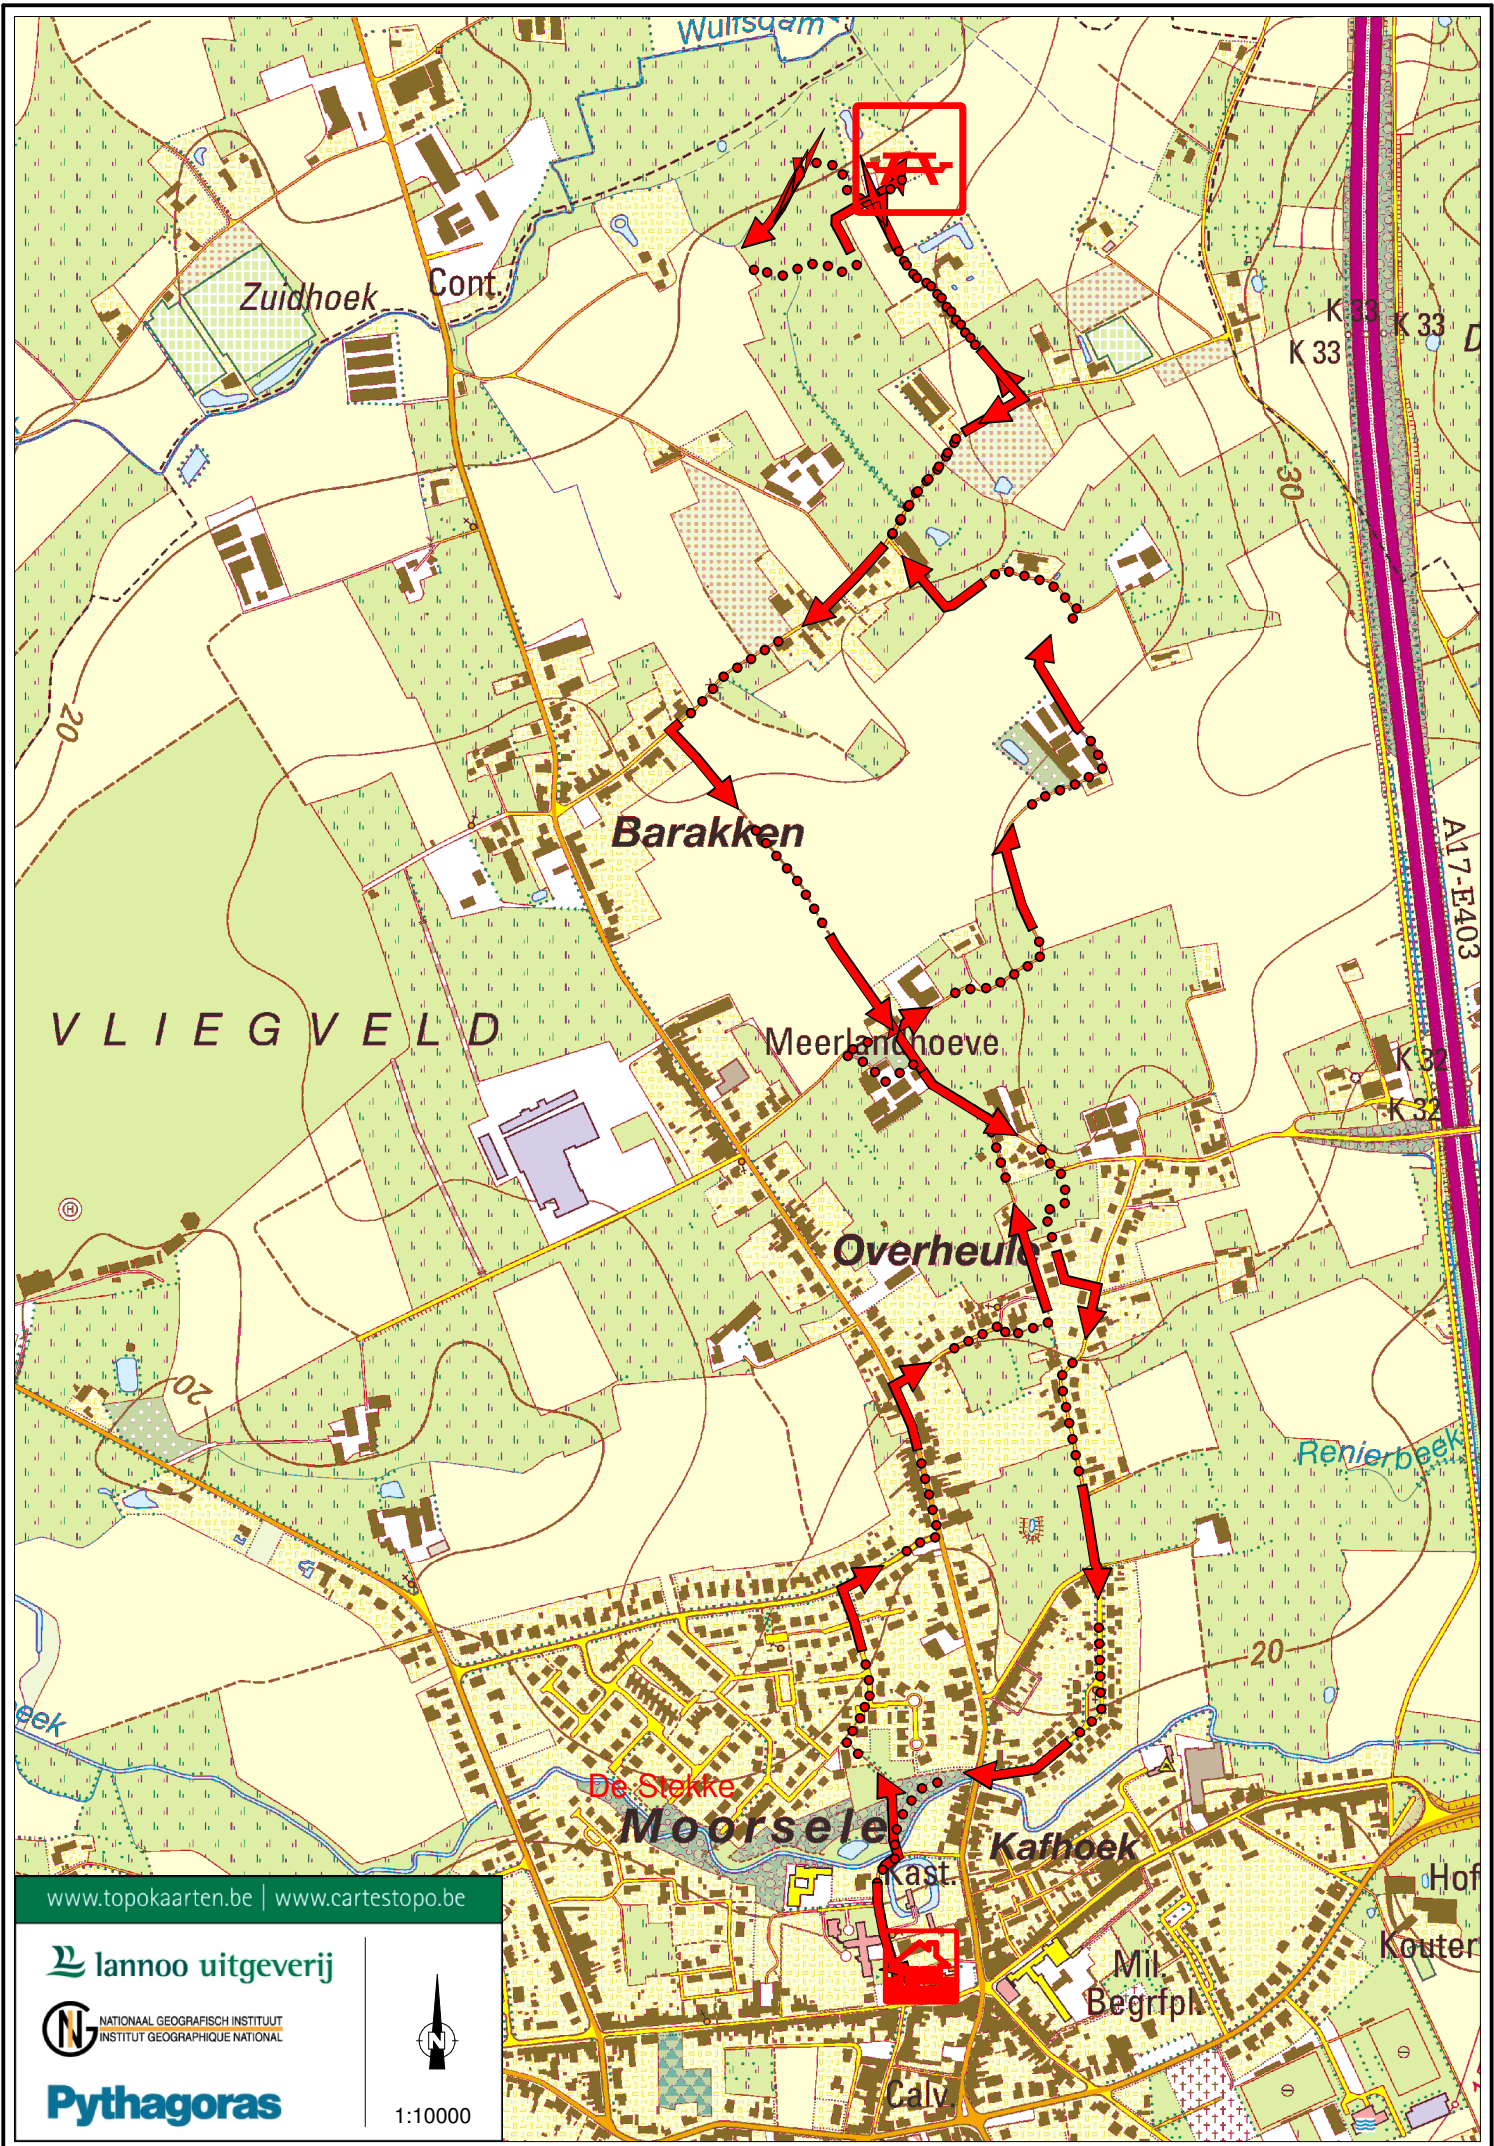 Wulfsdam
Zuidhoek
Cont.
K 33
K 33
K 33
D
30
20
Barakken
A17-E403
VLIEGVELD
Meerlandhoeve
K 32
K 32
Overheule
20
Renierbeek
20
eek
De Stekke
Moorsele
Kafhoek
Kast.
Hof
Kouter
Mil.
Begrfpl.
Calv.
www.topokaarten.be | www.cartestopo.be
lannoo uitgeverij
NGI
NATIONAAL GEOGRAFISCH INSTITUUT
INSTITUT GEOGRAPHIQUE NATIONAL
N
Pythagoras
1:10000